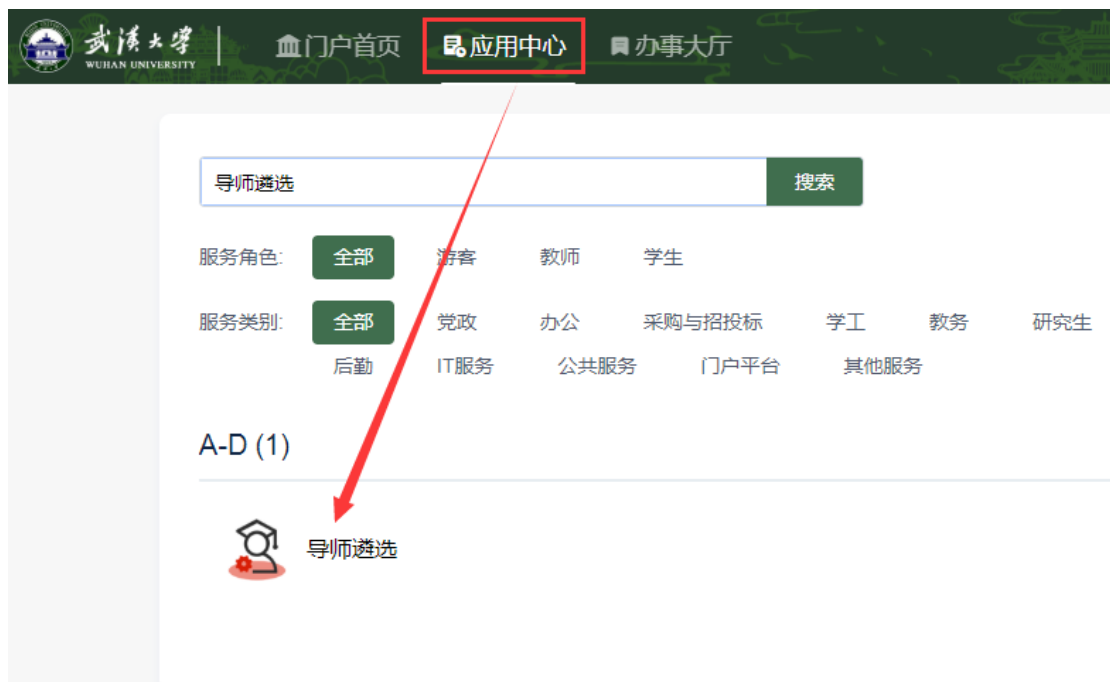 武汉大学
WUHAN UNIVERSITY
门户首页 应用中心 办事大厅
导师遴选 搜索
服务角色: 全部 游客 教师 学生
服务类别: 全部 党政 办公 采购与招投标 学工 教务 研究生
后勤 IT服务 公共服务 门户平台 其他服务
A-D (1)
导师遴选